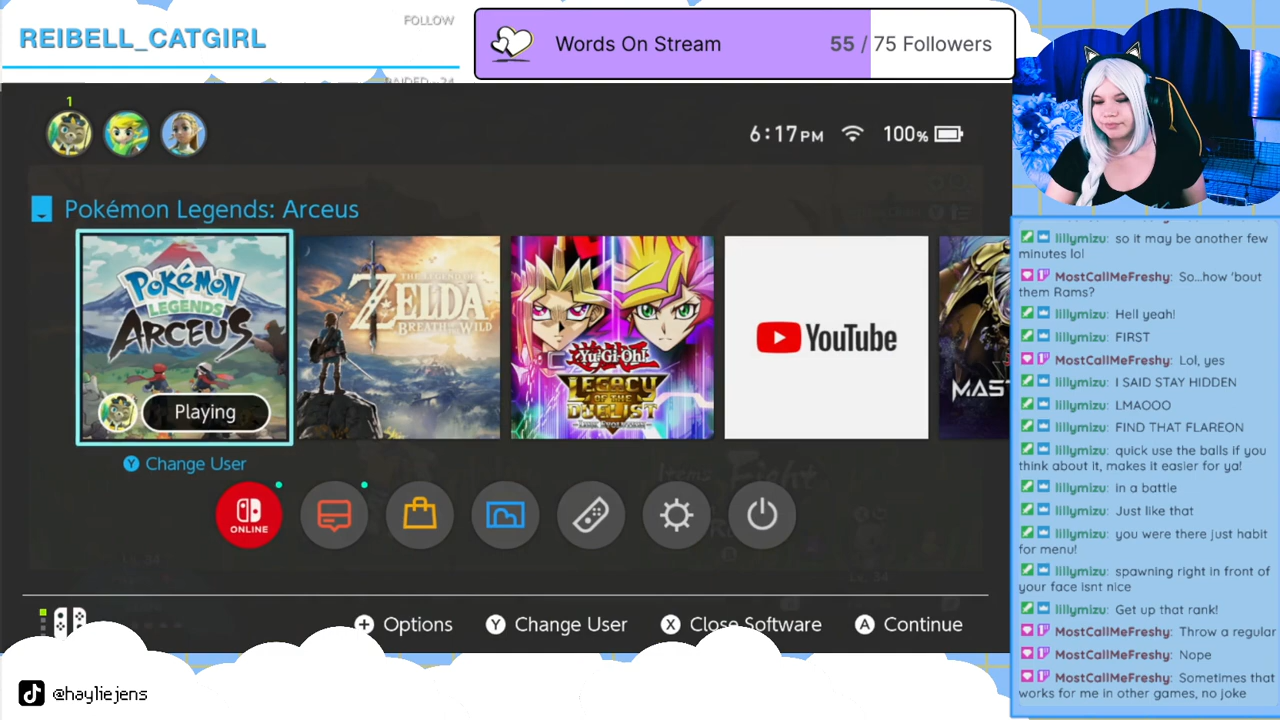 REIBELL_CATGIRL
FOLLOW
Words On Stream
55 / 75 Followers
1
6:17PM
100%
Pokémon Legends: Arceus
Pokémon
LEGENDS
ARCEUS
Playing
THE LEGEND OF
ZELDA
BREATH OF THE WILD
Yu-Gi-Oh!
LEGACY
OF THE
DUELIST
LINK EVOLUTION
YouTube
MAST
Y Change User
ONLINE
+ Options
Y Change User
X Close Software
A Continue
@hayliejens
lillymizu: so it may be another few
minutes lol
MostCallMeFreshy: So...how 'bout
them Rams?
lillymizu: Hell yeah!
lillymizu: FIRST
MostCallMeFreshy: Lol, yes
lillymizu: I SAID STAY HIDDEN
lillymizu: LMAOOO
lillymizu: FIND THAT FLAREON
lillymizu: quick use the balls if you
think about it, makes it easier for ya!
lillymizu: in a battle
lillymizu: Just like that
lillymizu: you were there just habit
for menu!
lillymizu: spawning right in front of
your face isnt nice
lillymizu: Get up that rank!
MostCallMeFreshy: Throw a regular
MostCallMeFreshy: Nope
MostCallMeFreshy: Sometimes that
works for me in other games, no joke